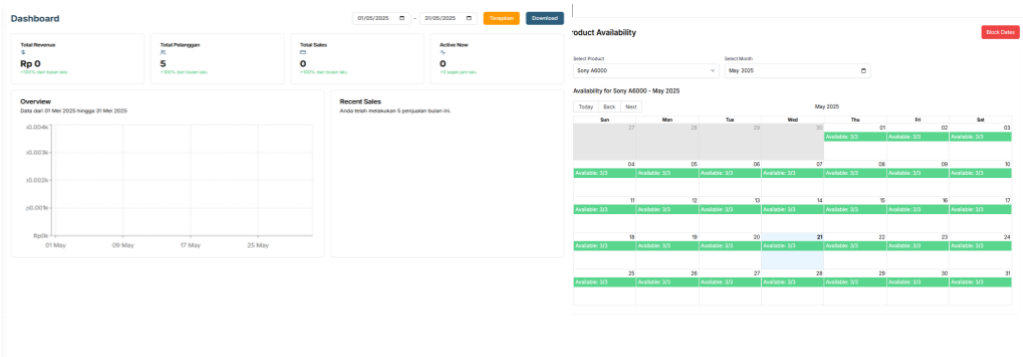 Dashboard
01/05/2025 - 31/05/2025 Terapkan Download
Total Revenue
$
Rp 0
+100% dari bulan lalu
Total Pelanggan
5
+100% dari bulan lalu
Total Sales
0
+100% dari bulan lalu
Active Now
0
+0 sejak jam lalu
Overview
Data dari 01 Mei 2025 hingga 31 Mei 2025
Recent Sales
Anda telah melakukan 5 penjualan bulan ini.
0.004k
0.003k
0.002k
0.001k
Rp0k
01 May 09 May 17 May 25 May
roduct Availability
Block Dates
Select Product
Sony A6000
Select Month
May 2025
Availability for Sony A6000 - May 2025
Today Back Next
May 2025
Sun Mon Tue Wed Thu Fri Sat
27 28 29 30 01 02 03
Available: 3/3 Available: 3/3 Available: 3/3
04 05 06 07 08 09 10
Available: 3/3 Available: 3/3 Available: 3/3 Available: 3/3 Available: 3/3 Available: 3/3 Available: 3/3
11 12 13 14 15 16 17
Available: 3/3 Available: 3/3 Available: 3/3 Available: 3/3 Available: 3/3 Available: 3/3 Available: 3/3
18 19 20 21 22 23 24
Available: 3/3 Available: 3/3 Available: 3/3 Available: 3/3 Available: 3/3 Available: 3/3 Available: 3/3
25 26 27 28 29 30 31
Available: 3/3 Available: 3/3 Available: 3/3 Available: 3/3 Available: 3/3 Available: 3/3 Available: 3/3